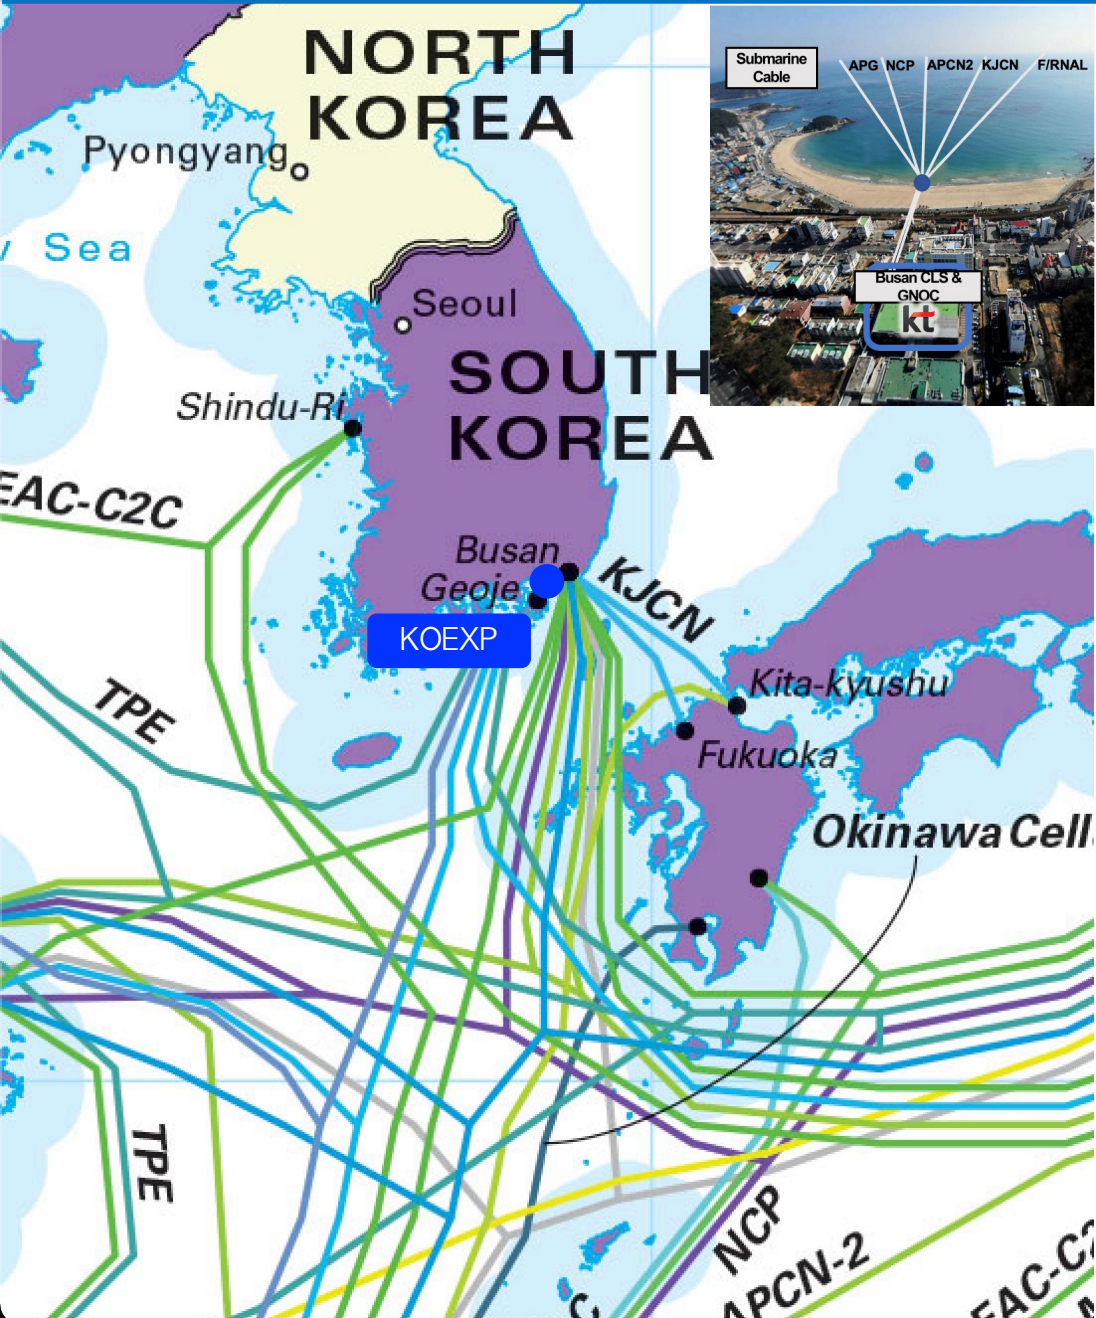 NORTH
KOREA
Pyongyang
Sea
Seoul
SOUTH
KOREA
Shindu-Ri
EAC-C2C
Busan
Geoje
KOEXP
KJCN
TPE
Kita-kyushu
Fukuoka
Okinawa Cell
TPE
NCP
APCN-2
EAC-C2
Submarine
Cable
APG NCP APCN2 KJCN F/RNAL
Busan CLS &
GNOC
kt